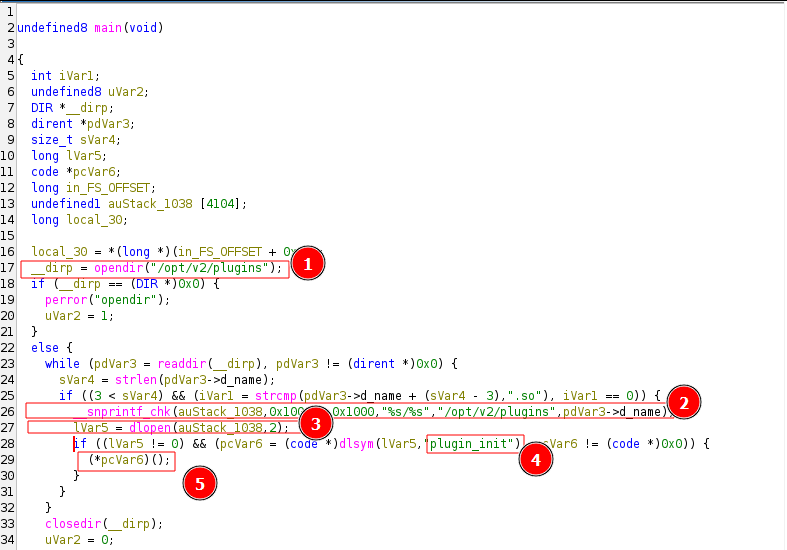 1
2 undefined8 main(void)
3
4 {
5 int iVar1;
6 undefined8 uVar2;
7 DIR *__dirp;
8 dirent *pdVar3;
9 size_t sVar4;
10 long lVar5;
11 code *pcVar6;
12 long in_FS_OFFSET;
13 undefined1 auStack_1038 [4104];
14 long local_30;
15
16 local_30 = *(long *)(in_FS_OFFSET +
17 __dirp = opendir("/opt/v2/plugins"); 1
18 if (__dirp == (DIR *)0x0) {
19 perror("opendir");
20 uVar2 = 1;
21 }
22 else {
23 while (pdVar3 = readdir(__dirp), pdVar3 != (dirent *)0x0) {
24 sVar4 = strlen(pdVar3->d_name);
25 if ((3 < sVar4) && (iVar1 = strcmp(pdVar3->d_name + (sVar4 - 3),".so"), iVar1 == 0)) { 2
26 __snprintf_chk(auStack_1038, ,0x1000,"%s/%s","/opt/v2/plugins",pdVar3->d_name)
27 lVar5 = dlopen(auStack_1038,2); 3
28 if ((lVar5 != 0) && (pcVar6 = (code *)dlsym(lVar5,"plugin_init") != (code *)0x0)) {
29 (*pcVar6)(); 4
30 } 5
31 }
32 }
33 closedir(__dirp);
34 uVar2 = 0;